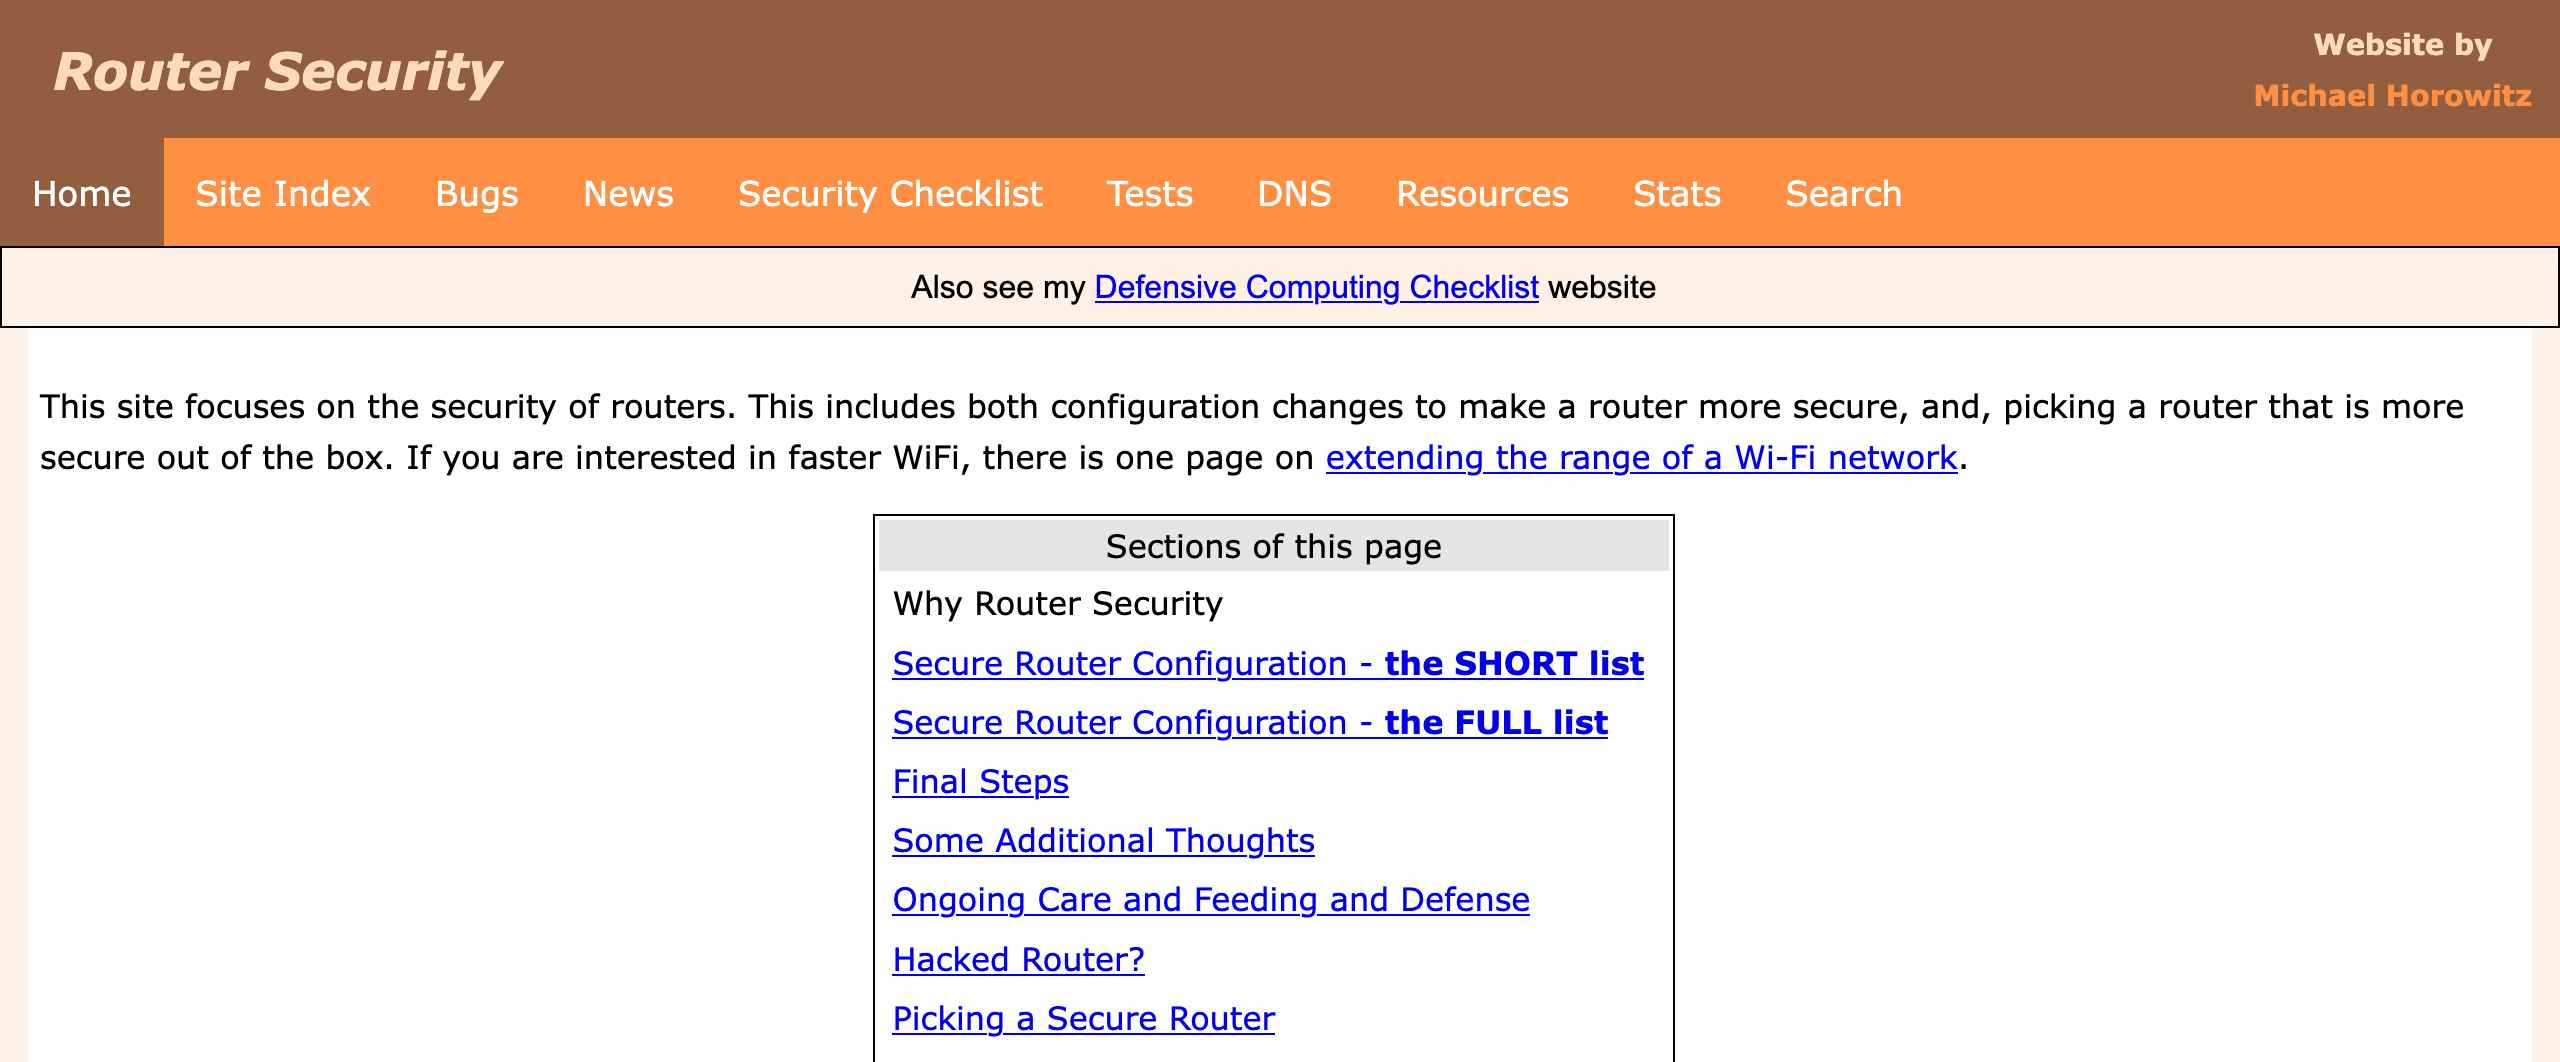 Router Security
Website by
Michael Horowitz
Home Site Index Bugs News Security Checklist Tests DNS Resources Stats Search
Also see my Defensive Computing Checklist website
This site focuses on the security of routers. This includes both configuration changes to make a router more secure, and, picking a router that is more
secure out of the box. If you are interested in faster WiFi, there is one page on extending the range of a Wi-Fi network.
Sections of this page
Why Router Security
Secure Router Configuration - the SHORT list
Secure Router Configuration - the FULL list
Final Steps
Some Additional Thoughts
Ongoing Care and Feeding and Defense
Hacked Router?
Picking a Secure Router